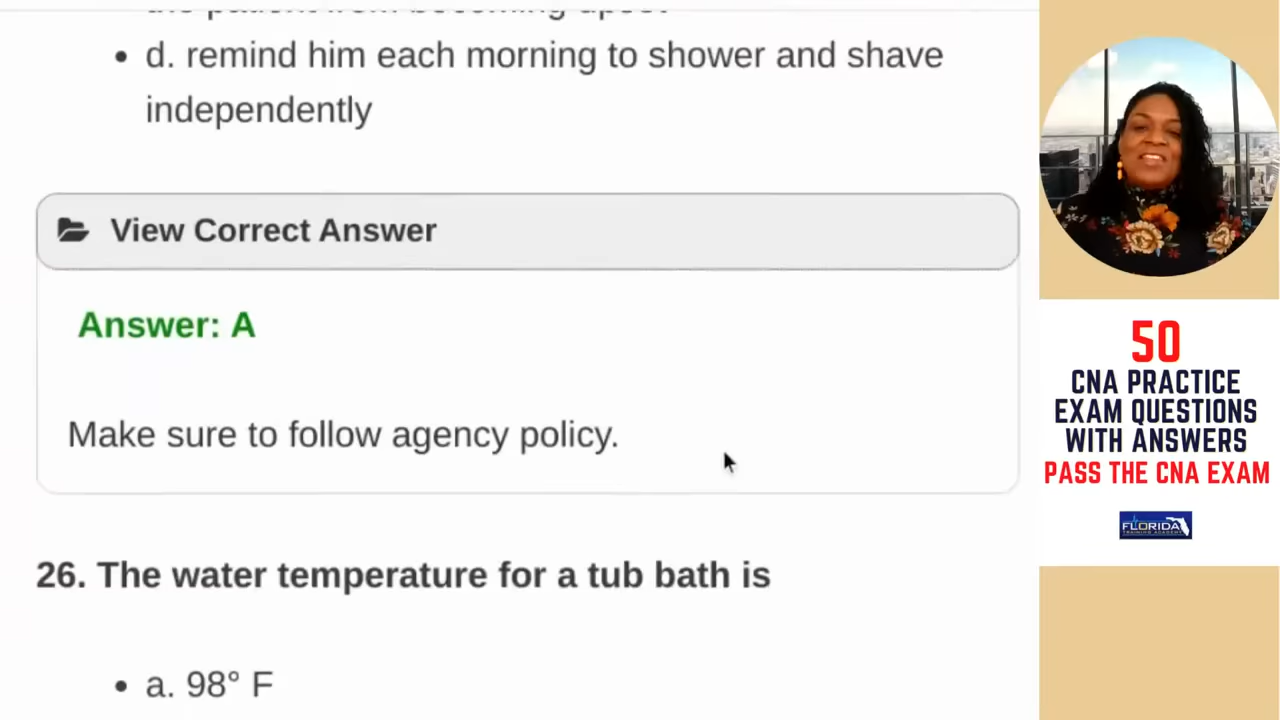 • d. remind him each morning to shower and shave
independently
View Correct Answer
Answer: A
Make sure to follow agency policy.
26. The water temperature for a tub bath is
• a. 98° F
50
CNA PRACTICE
EXAM QUESTIONS
WITH ANSWERS
PASS THE CNA EXAM
FLORIDA
TRAINING ACADEMY